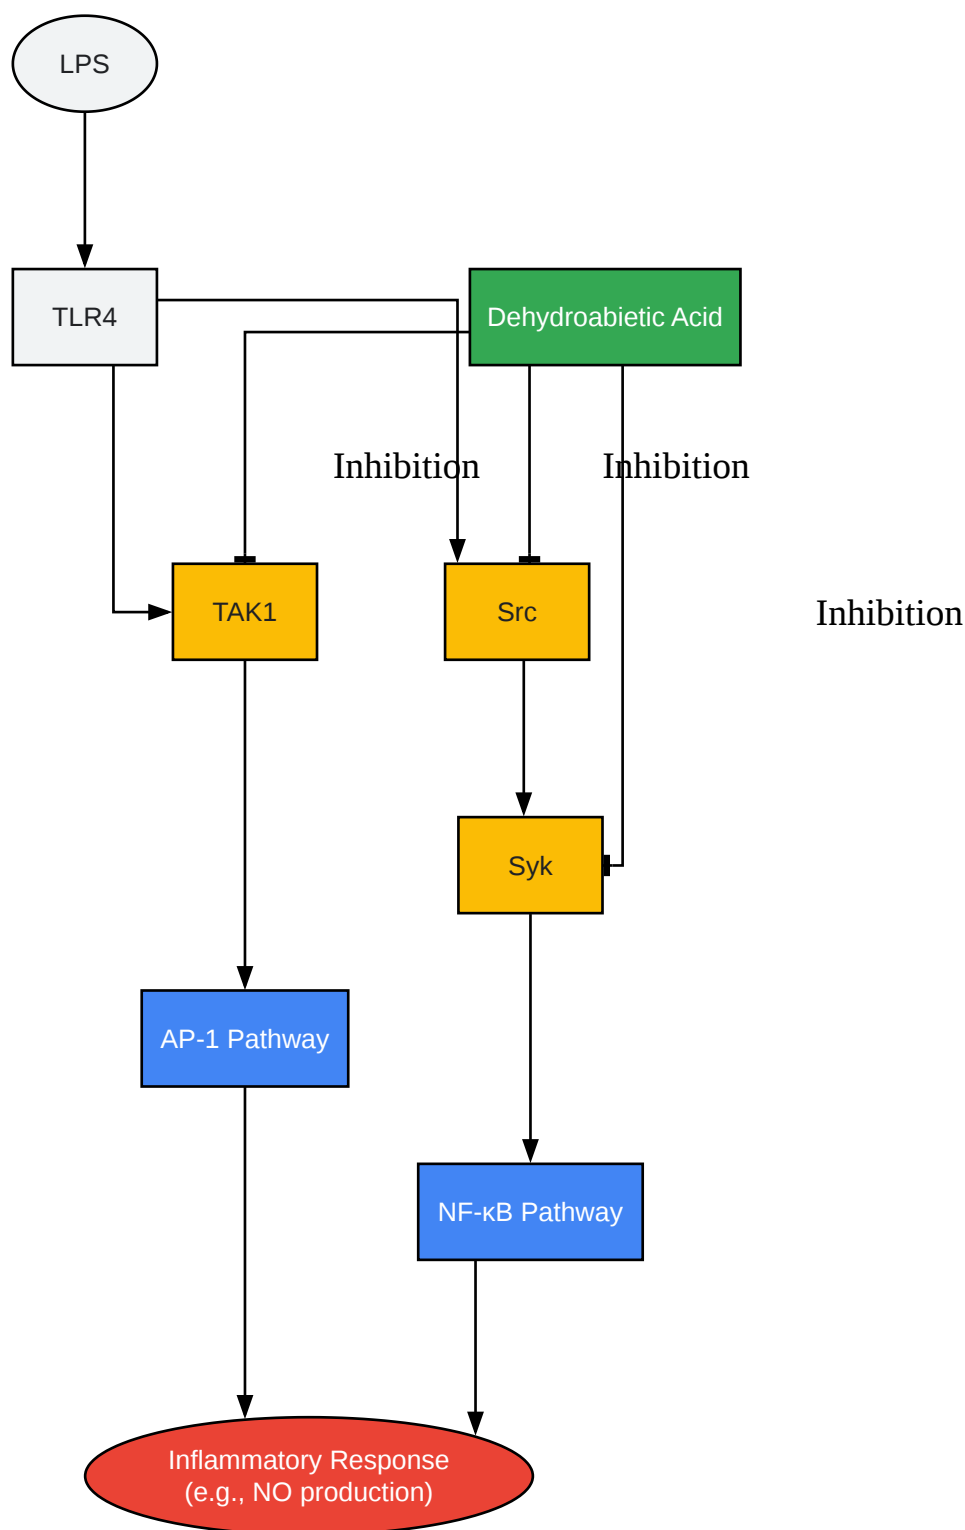 LPS
TLR4
Dehydroabietic Acid
Inhibition
Inhibition
TAK1
Src
Inhibition
Syk
AP-1 Pathway
NF-κB Pathway
Inflammatory Response
(e.g., NO production)